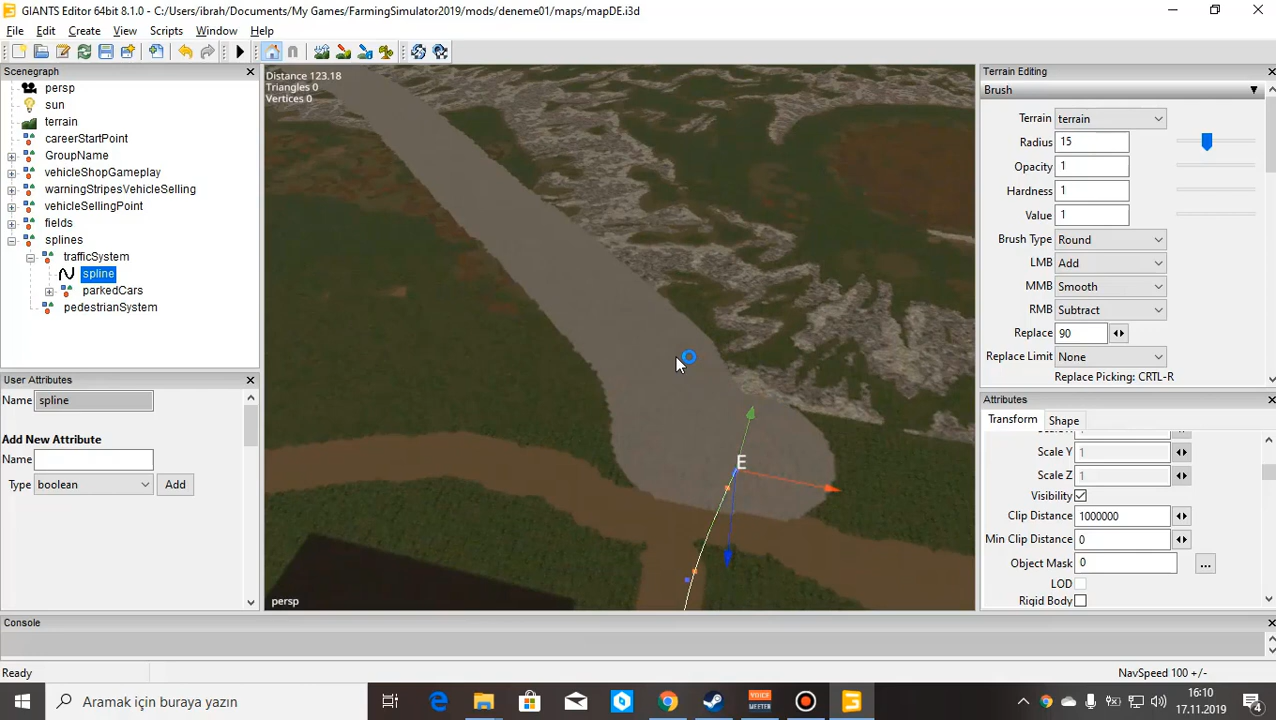 GIANTS Editor 64bit 8.1.0 - C:/Users/ibrah/Documents/My Games/FarmingSimulator2019/mods/deneme01/maps/mapDE.i3d
File Edit Create View Scripts Window Help
Scenegraph
persp
sun
terrain
careerStartPoint
GroupName
vehicleShopGameplay
warningStripesVehicleSelling
vehicleSellingPoint
fields
splines
trafficSystem
spline
parkedCars
pedestrianSystem
User Attributes
Name spline
Add New Attribute
Name
Type boolean Add
Distance 123.18
Triangles 0
Vertices 0
E
persp
Terrain Editing
Brush
Terrain terrain
Radius 15
Opacity 1
Hardness 1
Value 1
Brush Type Round
LMB Add
MMB Smooth
RMB Subtract
Replace 90
Replace Limit None
Replace Picking: CRTL-R
Attributes
Transform Shape
Scale Y 1
Scale Z 1
Visibility
Clip Distance 1000000
Min Clip Distance 0
Object Mask 0 ...
LOD
Rigid Body
Console
Ready
NavSpeed 100 +/-
Aramak için buraya yazın
VOICE
MEETER
16:10
17.11.2019
4